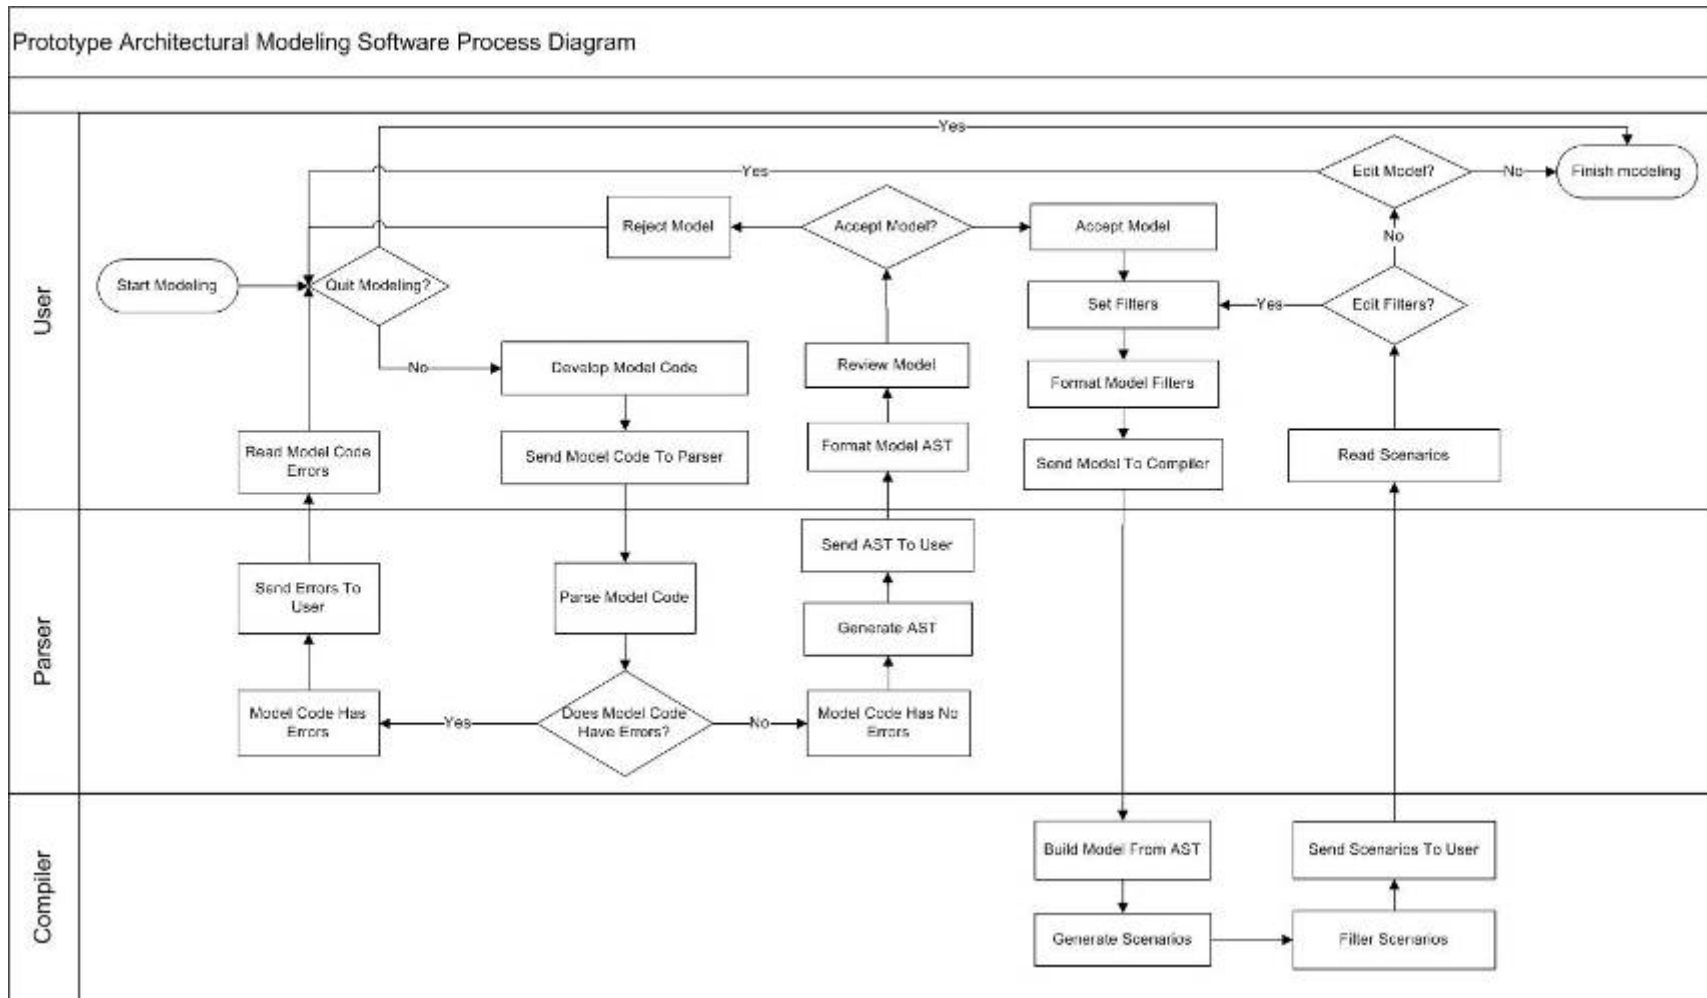 Prototype Architectural Modeling Software Process Diagram
User
Yes
Yes
Edit Model?
No
Finish modeling
Reject Model
Accept Model?
Accept Model
No
Start Modeling
Quit Modeling?
Set Filters
Yes
Edit Filters?
No
Develop Model Code
Review Model
Format Model Filters
Read Model Code
Errors
Send Model Code To Parser
Format Model AST
Send Model To Compiler
Read Scenarios
Parser
Send AST To User
Send Errors To
User
Parse Model Code
Generate AST
Model Code Has
Errors
Yes
Does Model Code
Have Errors?
No
Model Code Has No
Errors
Compiler
Build Model From AST
Send Scenarios To User
Generate Scenarios
Filter Scenarios